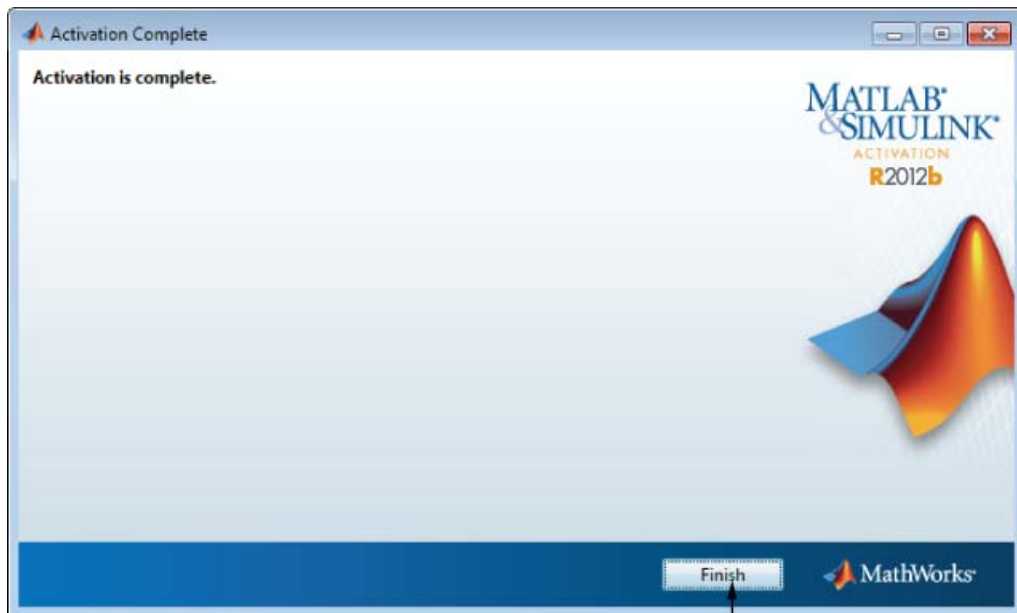 Activation Complete
Activation is complete.
MATLAB®
&SIMULINK®
ACTIVATION
R2012b
Finish
MathWorks®